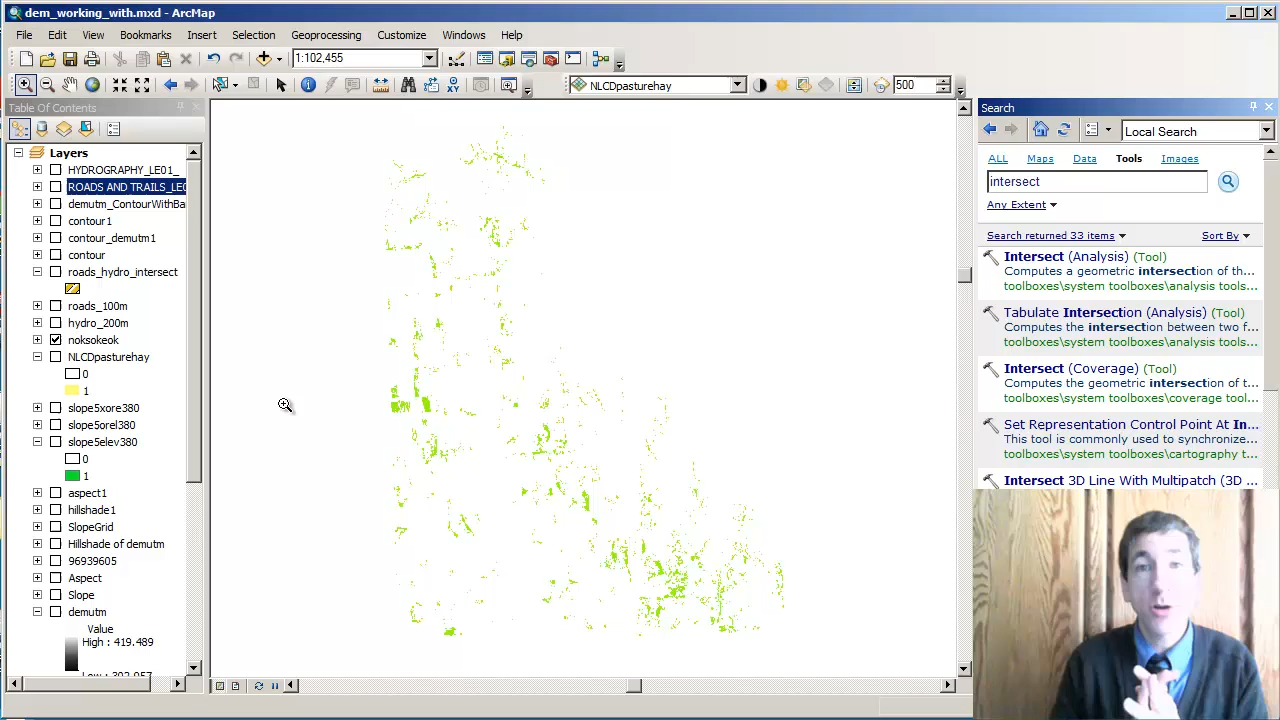 dem_working_with.mxd - ArcMap
File Edit View Bookmarks Insert Selection Geoprocessing Customize Windows Help
1:102,455
NLCDpasturehay
500
Table Of Contents
Layers
HYDROGRAPHY_LE01_
ROADS AND TRAILS_LE0
demutm_ContourWithBa
contour1
contour_demutm1
contour
roads_hydro_intersect
roads_100m
hydro_200m
noksokeok
NLCDpasturehay
0
1
slope5xore380
slope5orel380
slope5elev380
0
1
aspect1
hillshade1
SlopeGrid
Hillshade of demutm
96939605
Aspect
Slope
demutm
Value
High : 419.489
Search
Local Search
ALL Maps Data Tools Images
intersect
Any Extent
Search returned 33 items Sort By
Intersect (Analysis) (Tool)
Computes a geometric intersection of th...
toolboxes\system toolboxes\analysis tools...
Tabulate Intersection (Analysis) (Tool)
Computes the intersection between two f...
toolboxes\system toolboxes\analysis tools...
Intersect (Coverage) (Tool)
Computes the geometric intersection of t...
toolboxes\system toolboxes\coverage tool...
Set Representation Control Point At In...
This tool is commonly used to synchronize...
toolboxes\system toolboxes\cartography t...
Intersect 3D Line With Multipatch (3D ...